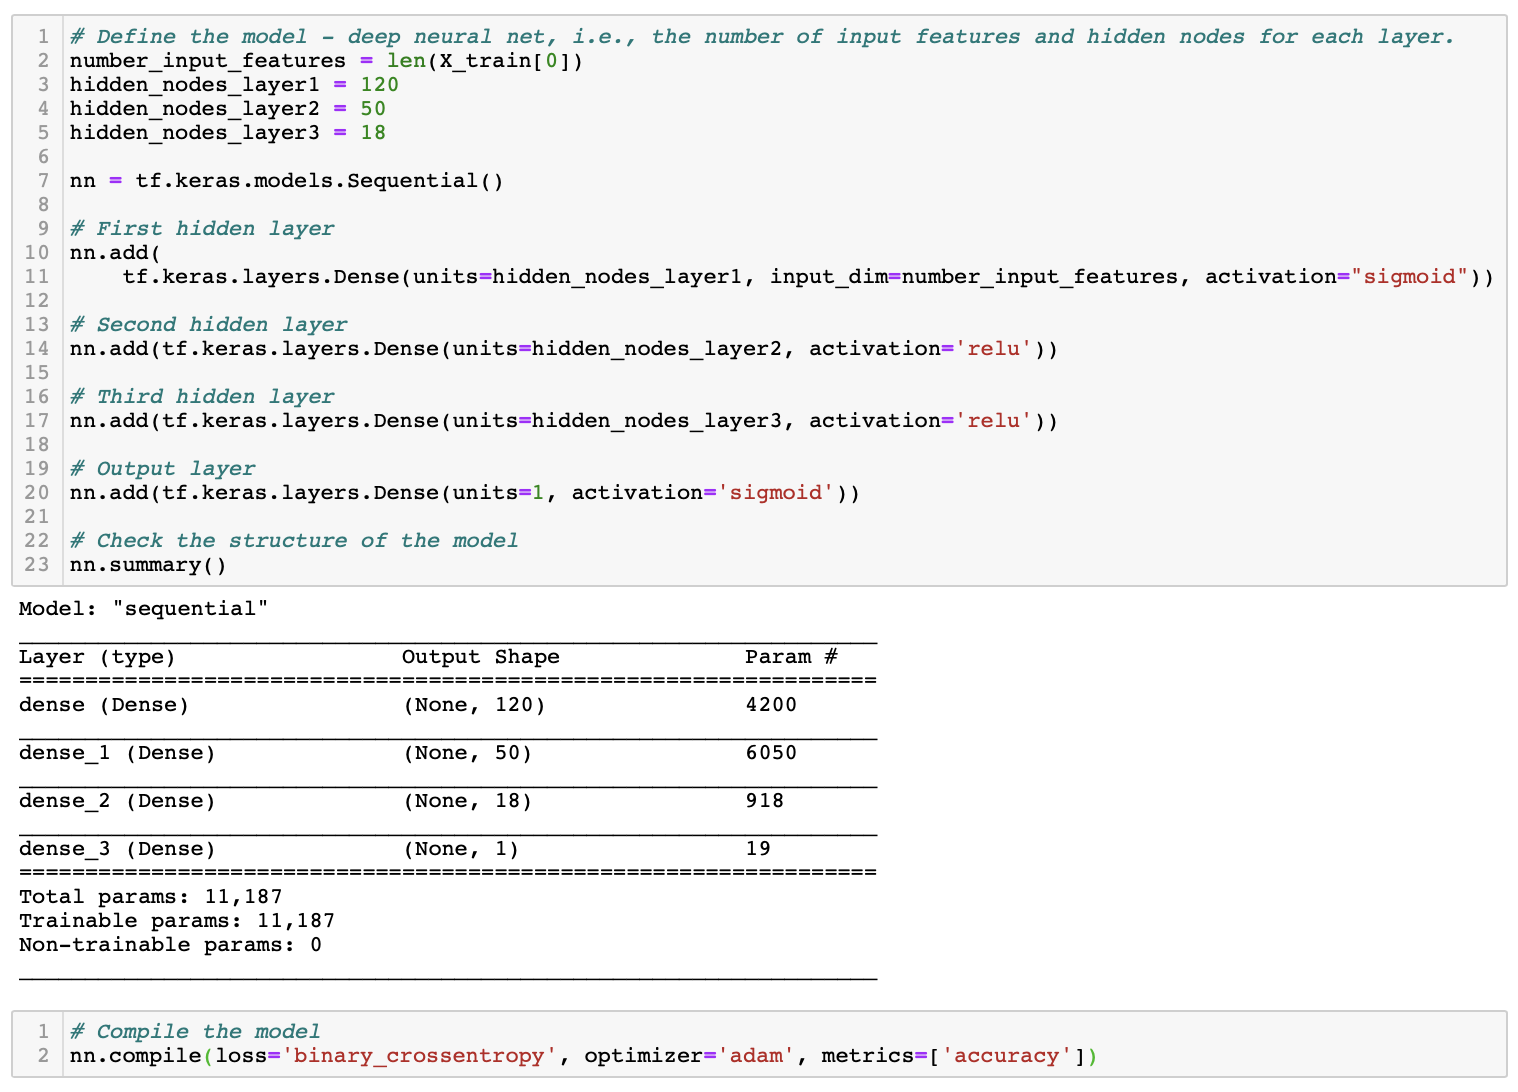 1 # Define the model - deep neural net, i.e., the number of input features and hidden nodes for each layer.
2 number_input_features = len(X_train[0])
3 hidden_nodes_layer1 = 120
4 hidden_nodes_layer2 = 50
5 hidden_nodes_layer3 = 18
6
7 nn = tf.keras.models.Sequential()
8
9 # First hidden layer
10 nn.add(
11     tf.keras.layers.Dense(units=hidden_nodes_layer1, input_dim=number_input_features, activation="sigmoid"))
12
13 # Second hidden layer
14 nn.add(tf.keras.layers.Dense(units=hidden_nodes_layer2, activation='relu'))
15
16 # Third hidden layer
17 nn.add(tf.keras.layers.Dense(units=hidden_nodes_layer3, activation='relu'))
18
19 # Output layer
20 nn.add(tf.keras.layers.Dense(units=1, activation='sigmoid'))
21
22 # Check the structure of the model
23 nn.summary()
Model: "sequential"
_________________________________________________________________
Layer (type)                 Output Shape              Param #
=================================================================
dense (Dense)                (None, 120)               4200
_________________________________________________________________
dense_1 (Dense)              (None, 50)                6050
_________________________________________________________________
dense_2 (Dense)              (None, 18)                918
_________________________________________________________________
dense_3 (Dense)              (None, 1)                 19
=================================================================
Total params: 11,187
Trainable params: 11,187
Non-trainable params: 0
_________________________________________________________________
1 # Compile the model
2 nn.compile(loss='binary_crossentropy', optimizer='adam', metrics=['accuracy'])